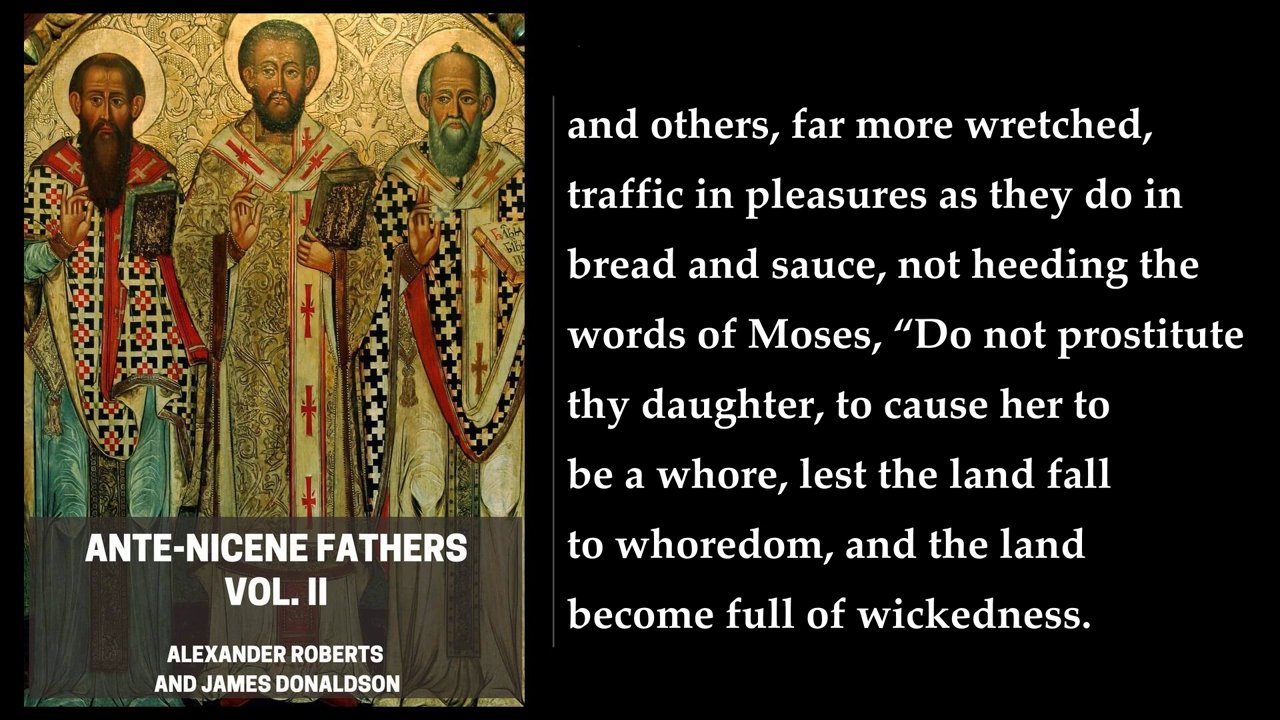 ANTE-NICENE FATHERS
VOL. II
ALEXANDER ROBERTS
AND JAMES DONALDSON
and others, far more wretched,
traffic in pleasures as they do in
bread and sauce, not heeding the
words of Moses, “Do not prostitute
thy daughter, to cause her to
be a whore, lest the land fall
to whoredom, and the land
become full of wickedness.